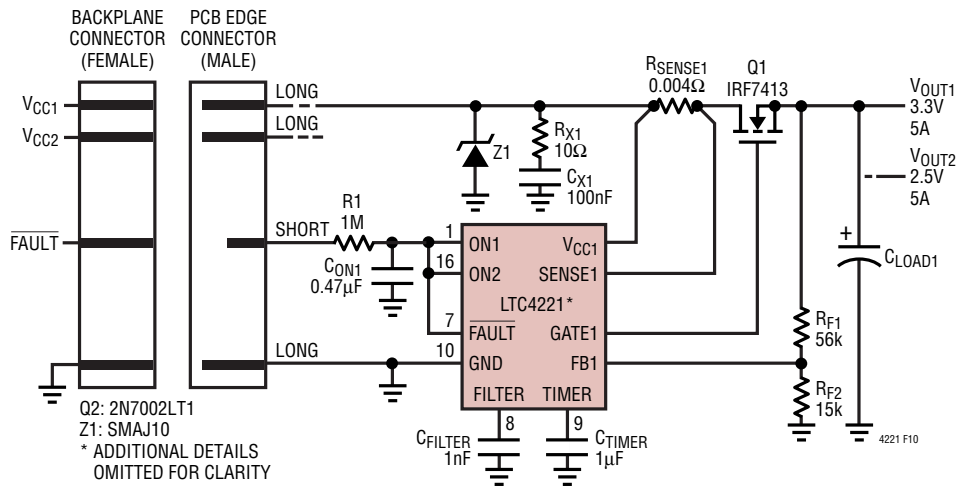 BACKPLANE
CONNECTOR
(FEMALE)
PCB EDGE
CONNECTOR
(MALE)
VCC1
VCC2
FAULT
LONG
LONG
SHORT
LONG
R1
1M
CON1
0.47µF
Z1
RX1
10Ω
CX1
100nF
RSENSE1
0.004Ω
Q1
IRF7413
VOUT1
3.3V
5A
VOUT2
2.5V
5A
+
CLOAD1
1
ON1
16
ON2
7
FAULT
10
GND
VCC1
SENSE1
LTC4221*
GATE1
FB1
FILTER
TIMER
8
9
CFILTER
1nF
CTIMER
1µF
RF1
56k
RF2
15k
4221 F10
Q2: 2N7002LT1
Z1: SMAJ10
* ADDITIONAL DETAILS
OMITTED FOR CLARITY